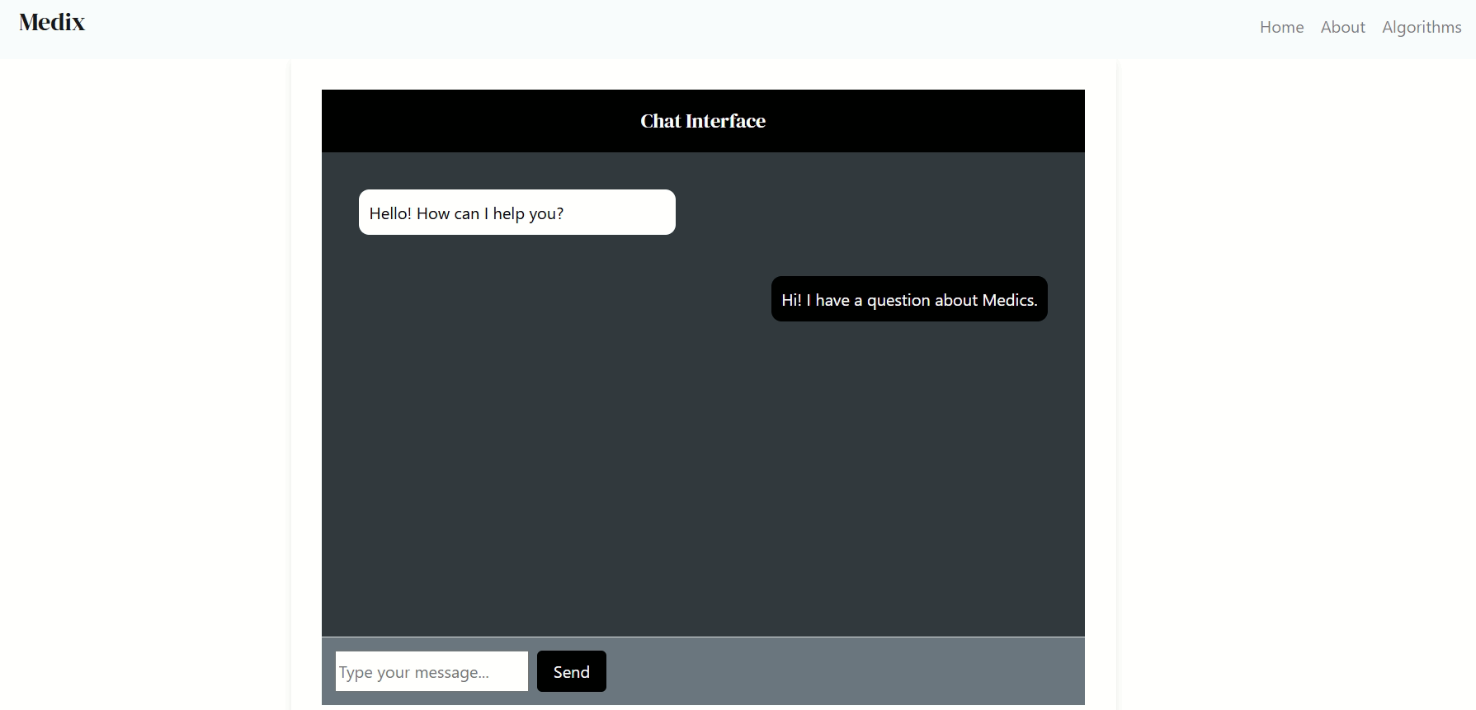 Medix
Home About Algorithms
Chat Interface
Hello! How can I help you?
Hi! I have a question about Medics.
Type your message...
Send